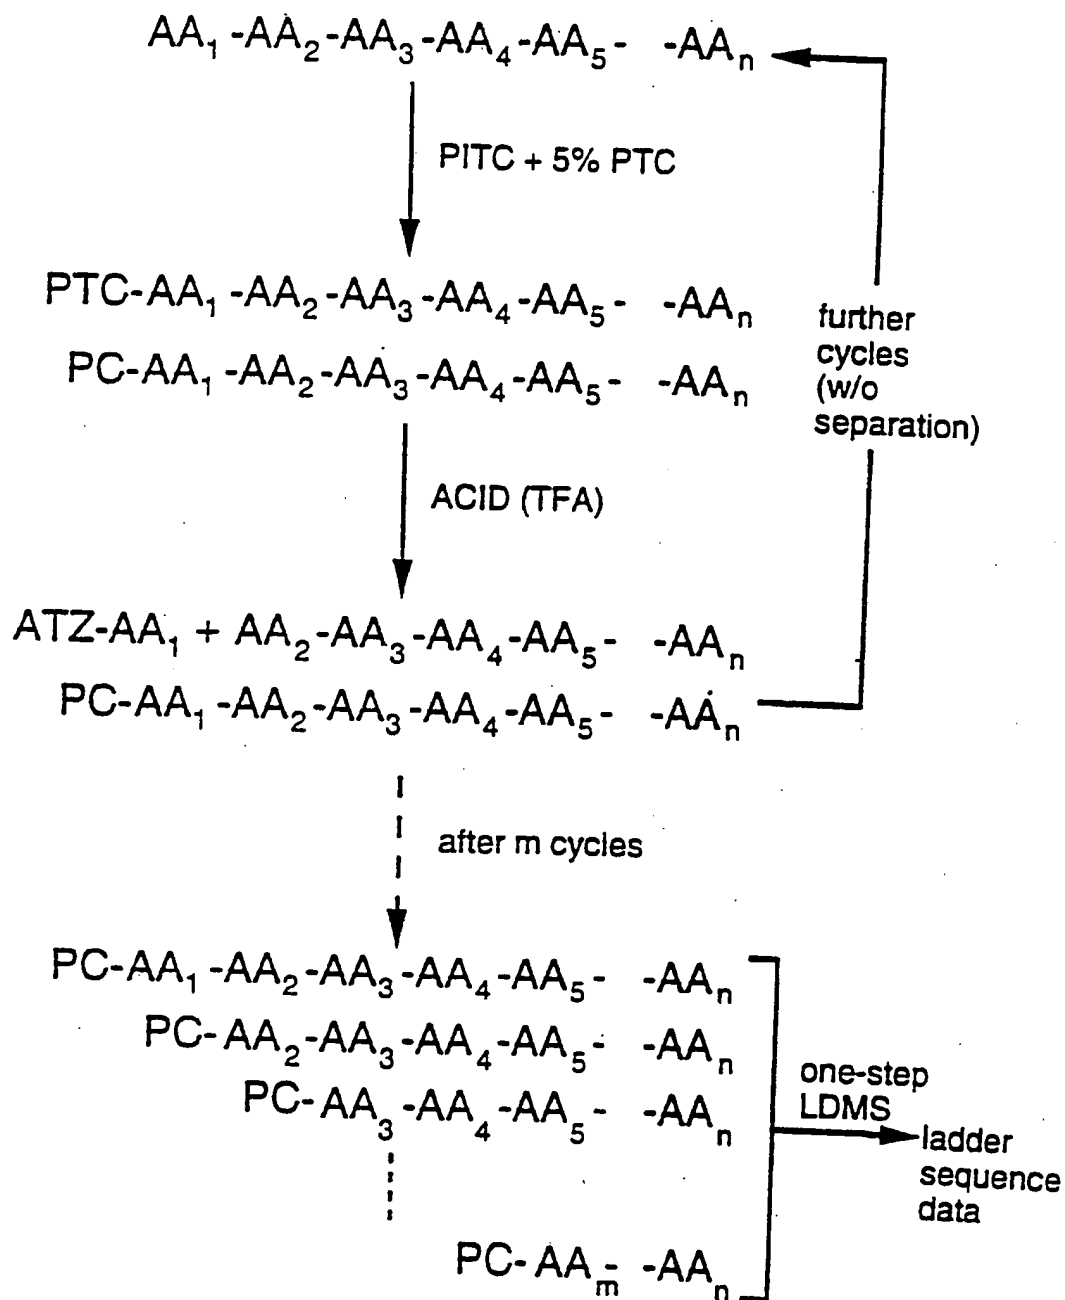 AA₁ -AA₂-AA₃-AA₄-AA₅- -AAₙ
PITC + 5% PTC
PTC-AA₁ -AA₂-AA₃-AA₄-AA₅- -AAₙ
PC-AA₁ -AA₂-AA₃-AA₄-AA₅- -AAₙ
further
cycles
(w/o
separation)
ACID (TFA)
ATZ-AA₁ + AA₂-AA₃-AA₄-AA₅- -AAₙ
PC-AA₁ -AA₂-AA₃-AA₄-AA₅- -AAₙ
after m cycles
PC-AA₁ -AA₂-AA₃-AA₄-AA₅- -AAₙ
PC-AA₂-AA₃-AA₄-AA₅- -AAₙ
PC-AA₃-AA₄-AA₅- -AAₙ
PC-AAₘ- -AAₙ
one-step
LDMS
ladder
sequence
data